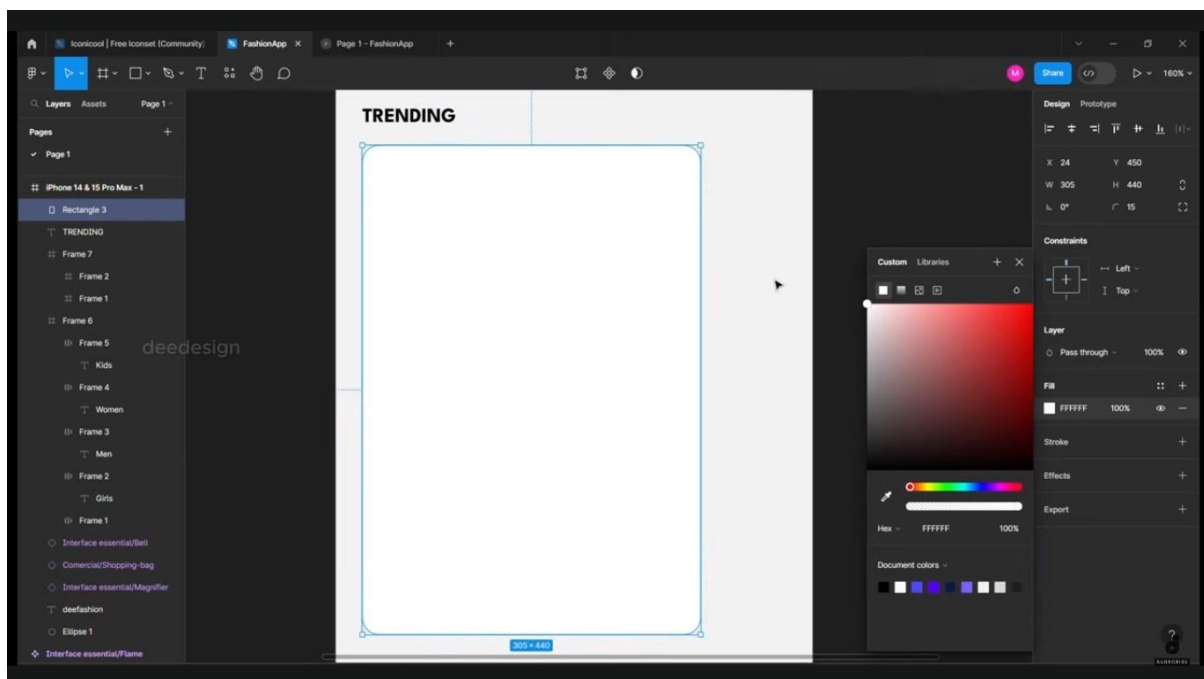 Iconicool | Free Iconset (Community)
FashionApp
Page 1 - FashionApp
M
Share
160%
Layers
Assets
Page 1
Pages
Page 1
iPhone 14 & 15 Pro Max - 1
Rectangle 3
TRENDING
Frame 7
Frame 2
Frame 1
Frame 6
Frame 5
Kids
Frame 4
Women
Frame 3
Men
Frame 2
Girls
Frame 1
Interface essential/Bell
Comercial/Shopping-bag
Interface essential/Magnifier
deefashion
Ellipse 1
Interface essential/Flame
deedesign
TRENDING
305 × 440
Custom
Libraries
Hex
FFFFFF
100%
Document colors
Design
Prototype
X 24
Y 450
W 305
H 440
0°
15
Constraints
Left
Top
Layer
Pass through
100%
Fill
FFFFFF
100%
Stroke
Effects
Export
?
SUBSCRIBE